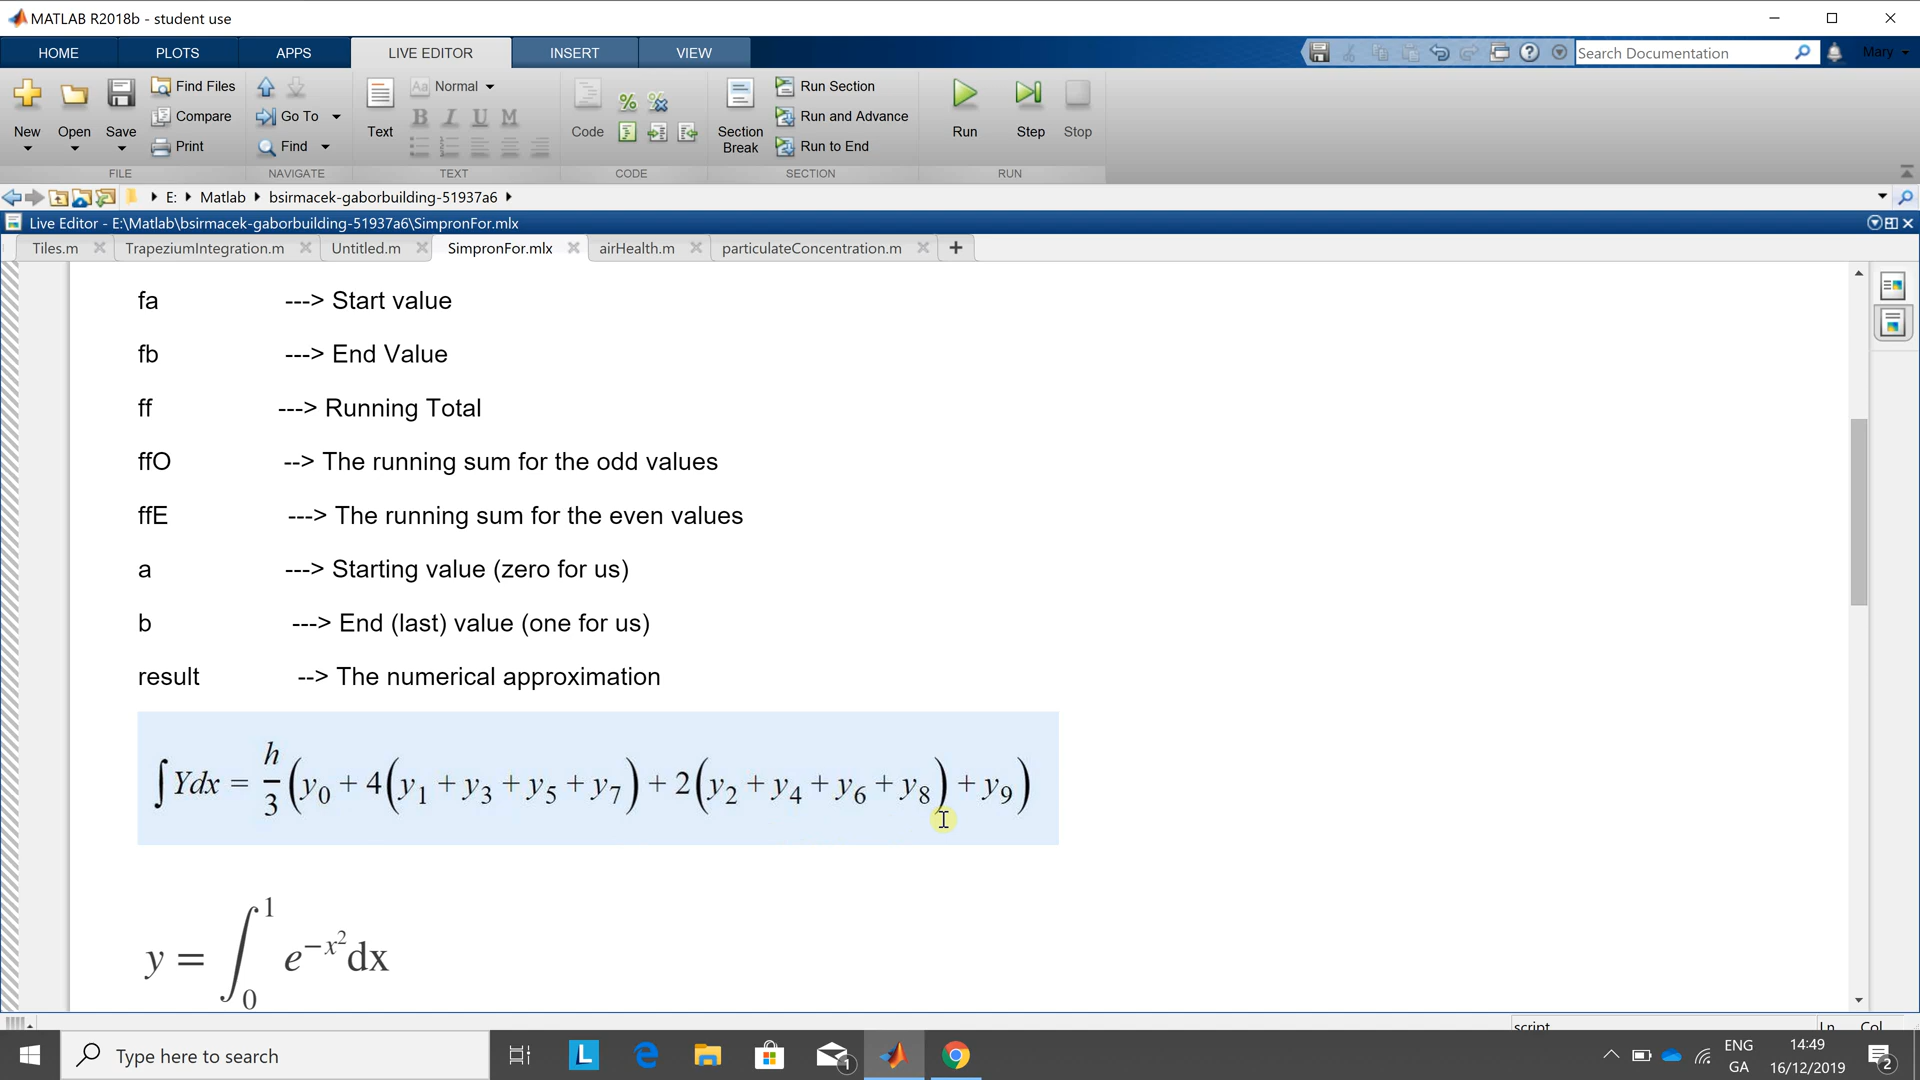 MATLAB R2018b - student use
HOME PLOTS APPS LIVE EDITOR INSERT VIEW
Search Documentation
Mary
New
Open
Save
Find Files
Compare
Print
FILE
Go To
Find
NAVIGATE
Text
Aa Normal
B I U M
TEXT
Code
CODE
Section Break
Run Section
Run and Advance
Run to End
SECTION
Run
Step
Stop
RUN
E: Matlab bsirmacek-gaborbuilding-51937a6
Live Editor - E:\Matlab\bsirmacek-gaborbuilding-51937a6\SimpronFor.mlx
Tiles.m TrapeziumIntegration.m Untitled.m SimpronFor.mlx airHealth.m particulateConcentration.m
fa ---> Start value
fb ---> End Value
ff ---> Running Total
ffO --> The running sum for the odd values
ffE ---> The running sum for the even values
a ---> Starting value (zero for us)
b ---> End (last) value (one for us)
result --> The numerical approximation
∫Ydx = h/3 (y₀ + 4(y₁ + y₃ + y₅ + y₇) + 2(y₂ + y₄ + y₆ + y₈) + y₉)
y = ∫₀¹ e^(−x²) dx
script Ln Col
Type here to search
L
1
ENG
GA
14:49
16/12/2019
2